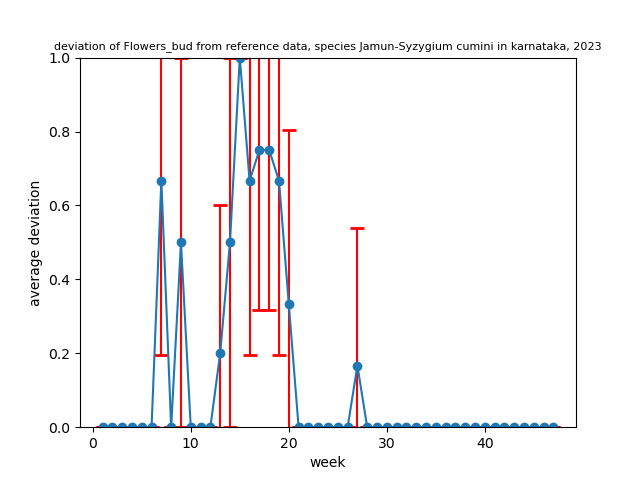 deviation of Flowers_bud from reference data, species Jamun-Syzygium cumini in karnataka, 2023
1.0
0.8
0.6
0.4
0.2
0.0
average deviation
0 10 20 30 40
week